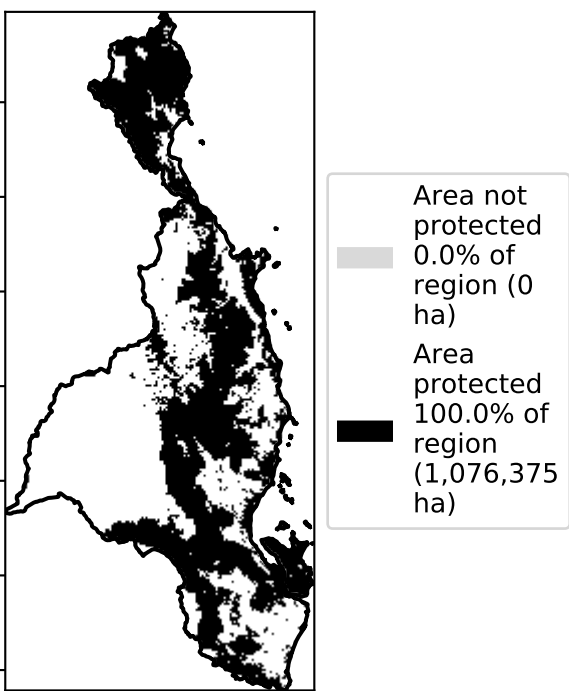 Area not
protected
0.0% of
region (0
ha)
Area
protected
100.0% of
region
(1,076,375
ha)